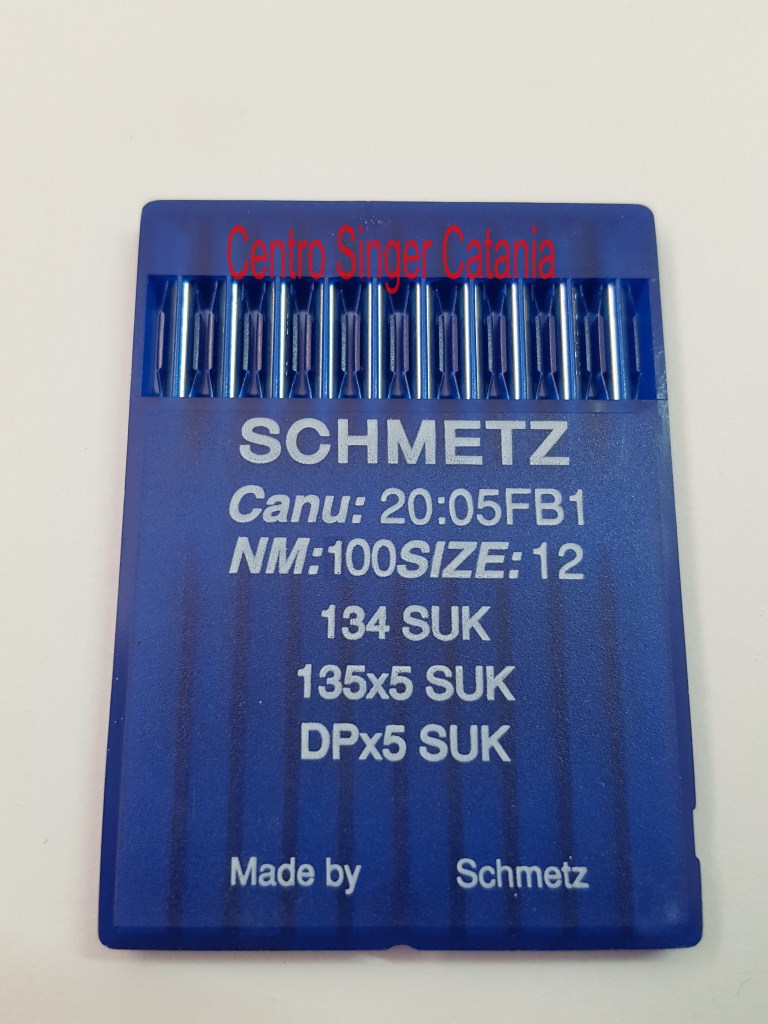 Centro Singer Catania
SCHMETZ
Canu: 20:05FB1
NM:100SIZE: 12
134 SUK
135x5 SUK
DPx5 SUK
Made by Schmetz